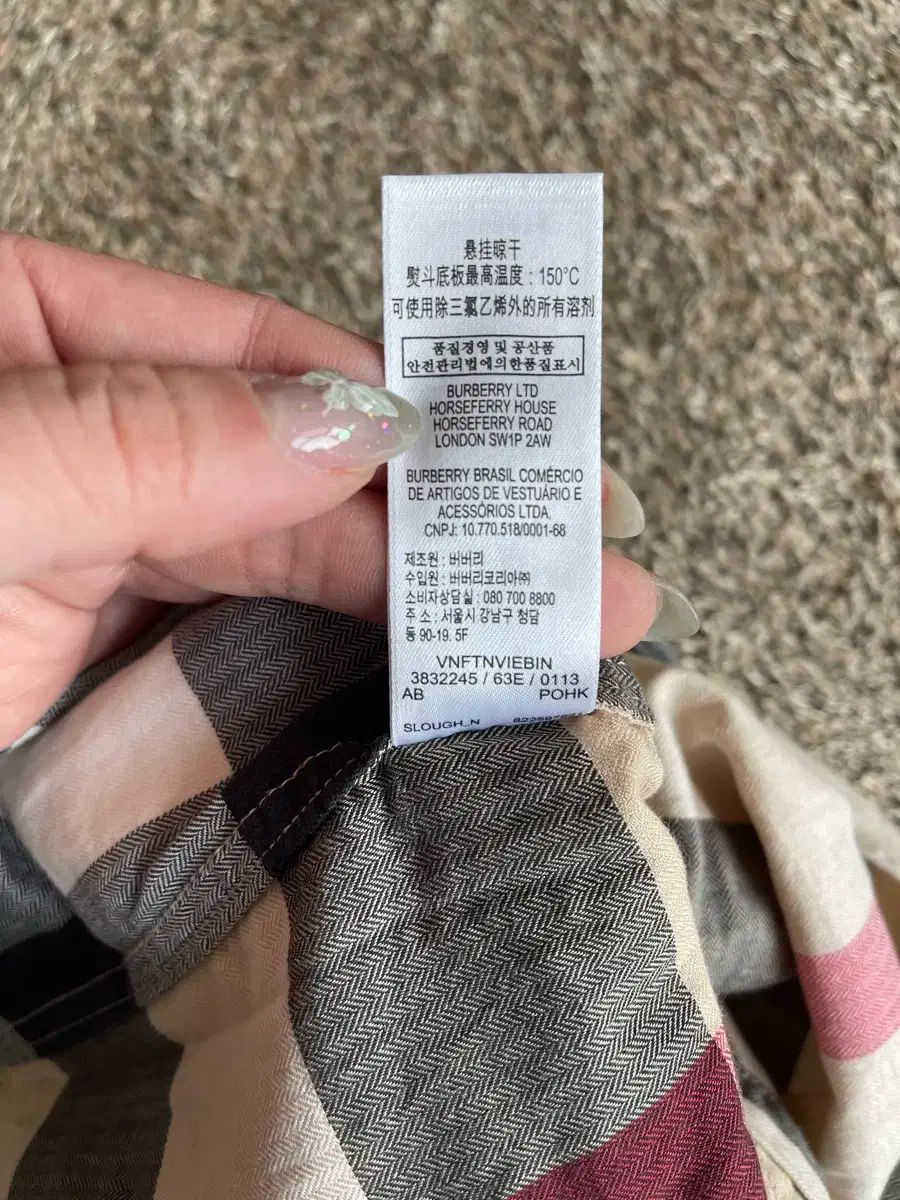 悬挂晾干
熨斗底板最高温度 : 150°C
可使用除三氯乙烯外的所有溶剂
품질경영 및 공산품
안전관리법에의한품질표시
BURBERRY LTD
HORSEFERRY HOUSE
HORSEFERRY ROAD
LONDON SW1P 2AW
BURBERRY BRASIL COMÉRCIO
DE ARTIGOS DE VESTUÁRIO E
ACESSÓRIOS LTDA.
CNPJ: 10.770.518/0001-68
제조원 : 버버리
수입원 : 버버리코리아㈜
소비자상담실 : 080 700 8800
주 소 : 서울시 강남구 청담
동 90-19. 5F
VNFTNVIEBIN
3832245 / 63E / 0113
AB POHK
SLOUGH_N